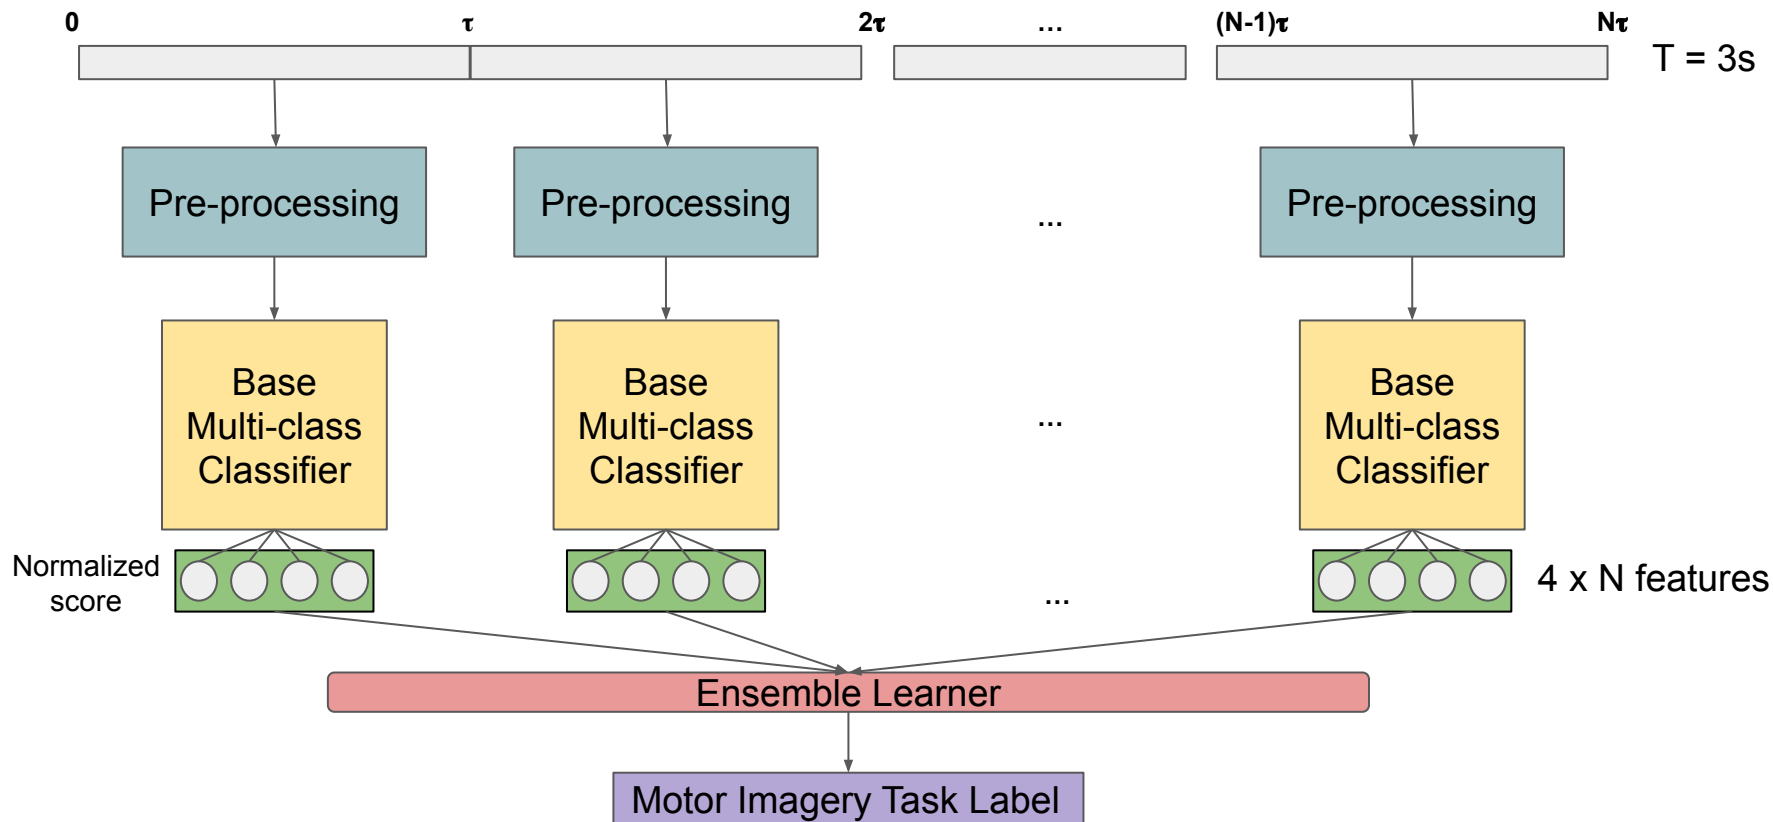 0 τ 2τ ... (N-1)τ Nτ
T = 3s
Pre-processing Pre-processing ... Pre-processing
Base Base Base
Multi-class Multi-class ... Multi-class
Classifier Classifier Classifier
Normalized
score
... 4 x N features
Ensemble Learner
Motor Imagery Task Label